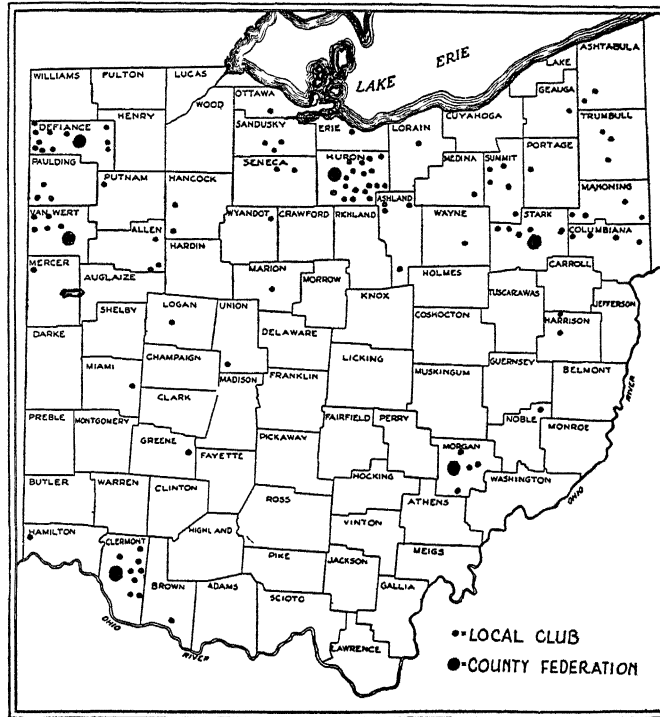 ASHTABULA
LAKE
LAKE ERIE
WILLIAMS
FULTON
LUCAS
GEAUGA
OTTAWA
WOOD
HENRY
CUYAHOGA
TRUMBULL
DEFIANCE
SANDUSKY
ERIE
LORAIN
HURON
PORTAGE
PAULDING
SENECA
MEDINA
SUMMIT
PUTNAM
HANCOCK
MAHONING
ASHLAND
VAN WERT
WYANDOT
CRAWFORD
RICHLAND
WAYNE
STARK
ALLEN
COLUMBIANA
HARDIN
MERCER
MARION
HOLMES
CARROLL
AUGLAIZE
MORROW
TUSCARAWAS
KNOX
JEFFERSON
LOGAN
UNION
SHELBY
COSHOCTON
HARRISON
DARKE
DELAWARE
CHAMPAIGN
LICKING
GUERNSEY
MIAMI
BELMONT
MADISON
FRANKLIN
MUSKINGUM
CLARK
RIVER
PREBLE
MONTGOMERY
FAIRFIELD
PERRY
NOBLE
MONROE
GREENE
PICKAWAY
MORGAN
FAYETTE
HOCKING
WASHINGTON
BUTLER
WARREN
CLINTON
ROSS
ATHENS
OHIO
HAMILTON
HIGHLAND
VINTON
CLERMONT
PIKE
JACKSON
MEIGS
BROWN
ADAMS
GALLIA
SCIOTO
OHIO
RIVER
LAWRENCE
•=LOCAL CLUB
●=COUNTY FEDERATION